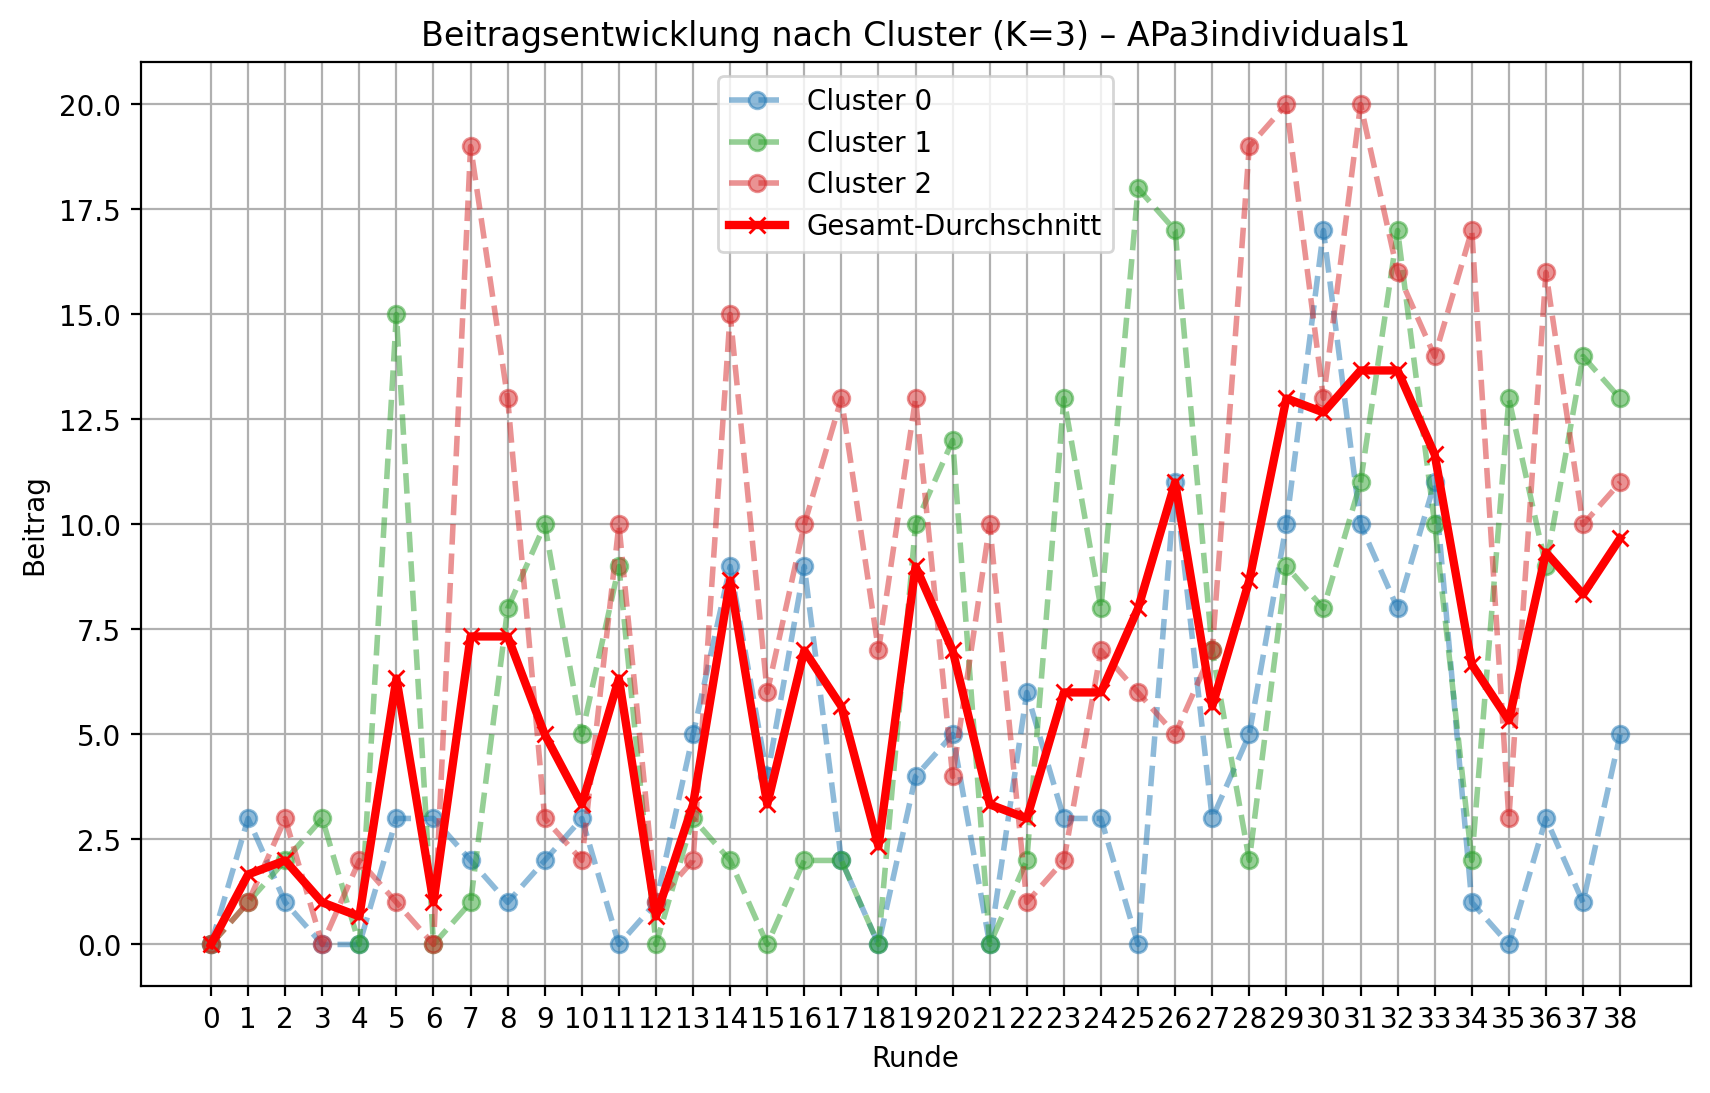 Beitragsentwicklung nach Cluster (K=3) – APa3individuals1
Cluster 0
Cluster 1
Cluster 2
Gesamt-Durchschnitt
20.0
17.5
15.0
12.5
10.0
7.5
5.0
2.5
0.0
Beitrag
0 1 2 3 4 5 6 7 8 9 10 11 12 13 14 15 16 17 18 19 20 21 22 23 24 25 26 27 28 29 30 31 32 33 34 35 36 37 38
Runde